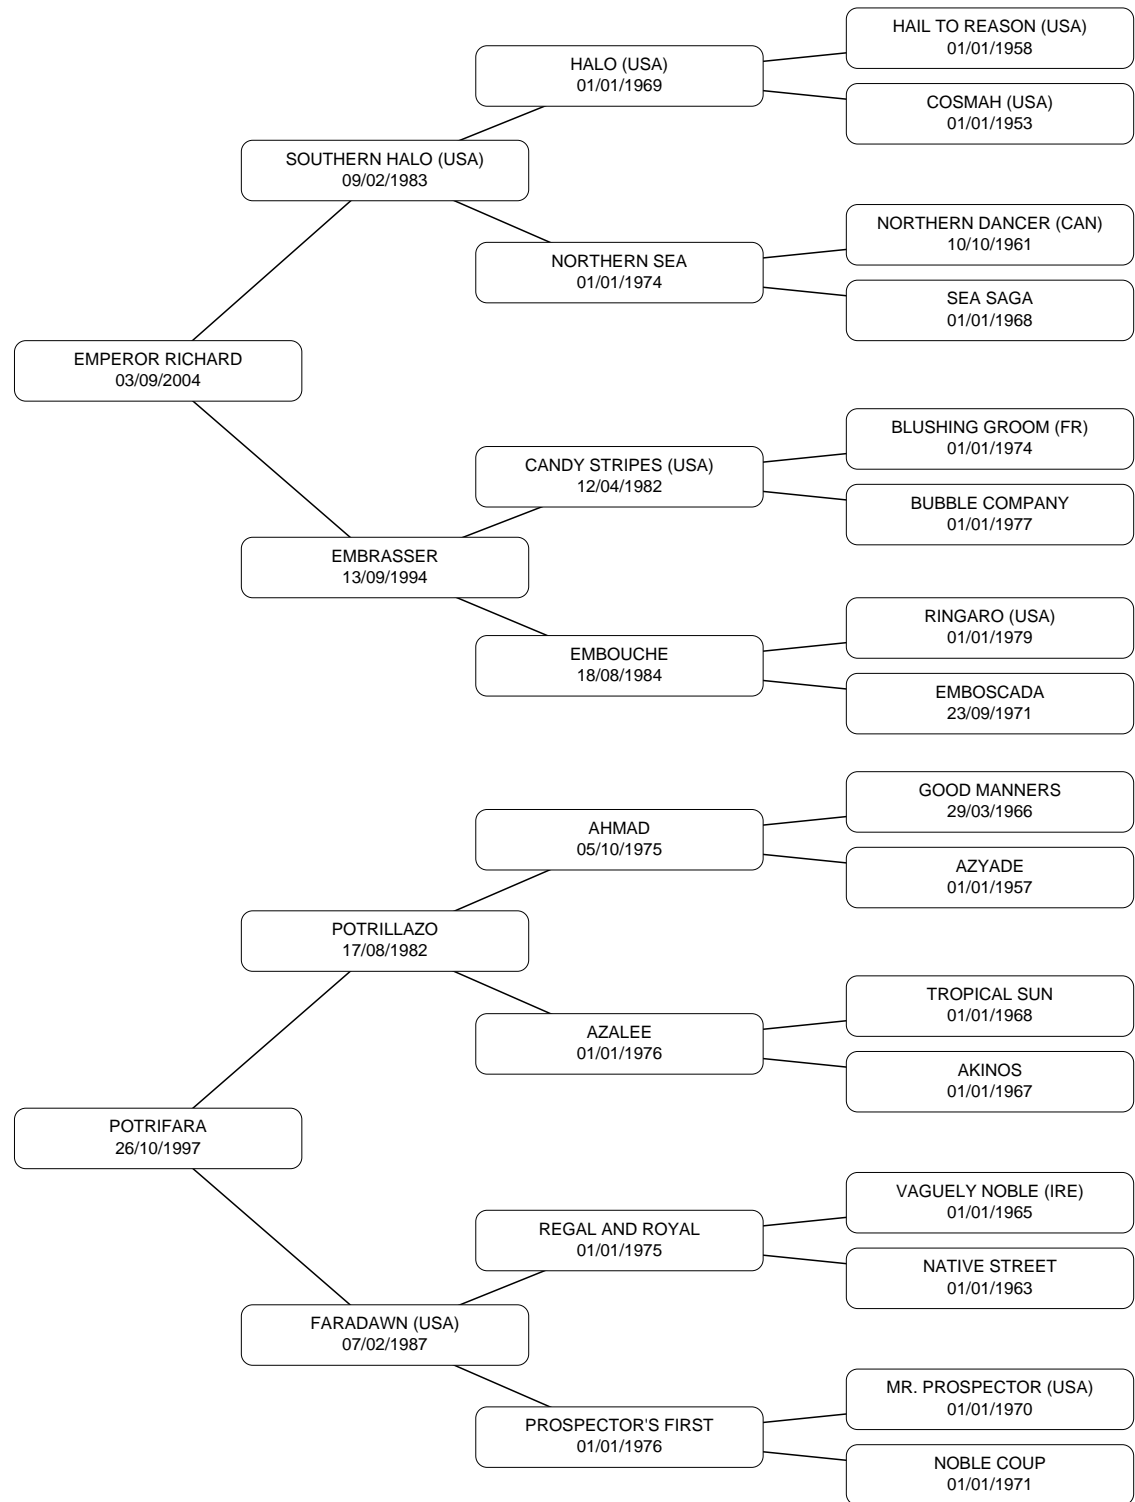 HAIL TO REASON (USA)
01/01/1958
HALO (USA)
01/01/1969
COSMAH (USA)
01/01/1953
SOUTHERN HALO (USA)
09/02/1983
NORTHERN DANCER (CAN)
10/10/1961
NORTHERN SEA
01/01/1974
SEA SAGA
01/01/1968
EMPEROR RICHARD
03/09/2004
BLUSHING GROOM (FR)
01/01/1974
CANDY STRIPES (USA)
12/04/1982
BUBBLE COMPANY
01/01/1977
EMBRASSER
13/09/1994
RINGARO (USA)
01/01/1979
EMBOUCHE
18/08/1984
EMBOSCADA
23/09/1971
GOOD MANNERS
29/03/1966
AHMAD
05/10/1975
AZYADE
01/01/1957
POTRILLAZO
17/08/1982
TROPICAL SUN
01/01/1968
AZALEE
01/01/1976
AKINOS
01/01/1967
POTRIFARA
26/10/1997
VAGUELY NOBLE (IRE)
01/01/1965
REGAL AND ROYAL
01/01/1975
NATIVE STREET
01/01/1963
FARADAWN (USA)
07/02/1987
MR. PROSPECTOR (USA)
01/01/1970
PROSPECTOR'S FIRST
01/01/1976
NOBLE COUP
01/01/1971